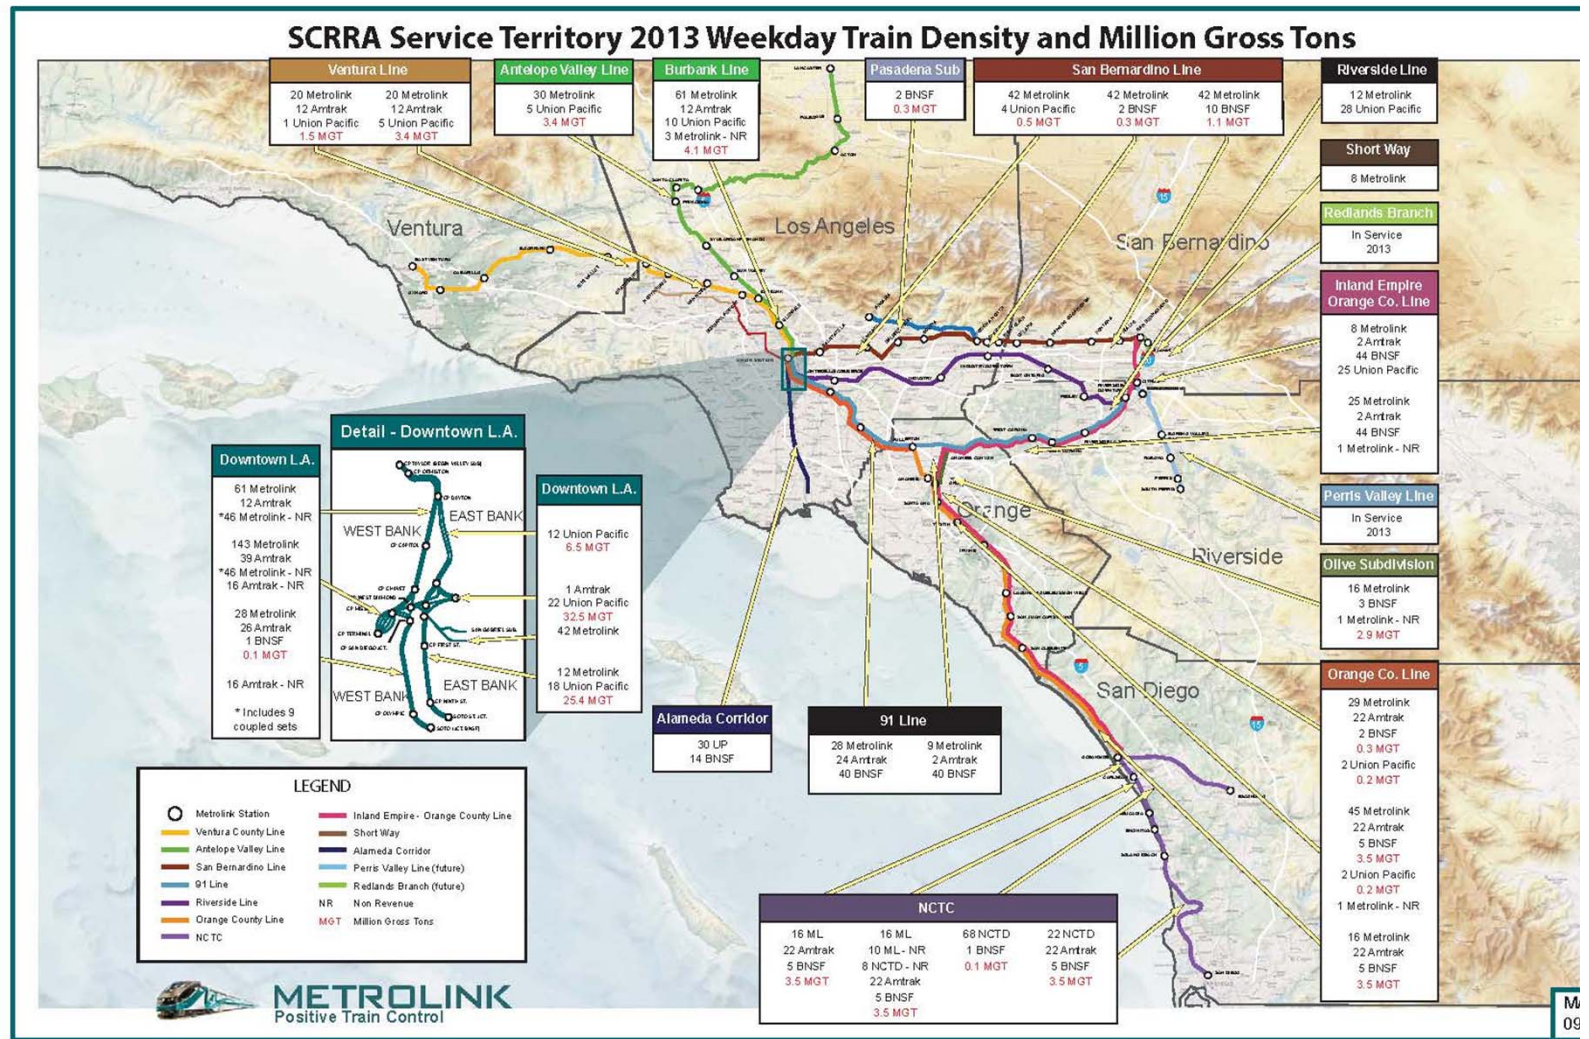 SCRRA Service Territory 2013 Weekday Train Density and Million Gross Tons
Ventura Line
20 Metrolink
12 Amtrak
1 Union Pacific
1.5 MGT
20 Metrolink
12 Amtrak
5 Union Pacific
3.4 MGT
Antelope Valley Line
30 Metrolink
5 Union Pacific
3.4 MGT
Burbank Line
61 Metrolink
12 Amtrak
10 Union Pacific
3 Metrolink - NR
4.1 MGT
Pasadena Sub
2 BNSF
0.3 MGT
San Bernardino Line
42 Metrolink
4 Union Pacific
0.5 MGT
42 Metrolink
2 BNSF
0.3 MGT
42 Metrolink
10 BNSF
1.1 MGT
Riverside Line
12 Metrolink
28 Union Pacific
Short Way
8 Metrolink
Redlands Branch
In Service
2013
Inland Empire
Orange Co. Line
8 Metrolink
2 Amtrak
44 BNSF
25 Union Pacific
25 Metrolink
2 Amtrak
44 BNSF
1 Metrolink - NR
Perris Valley Line
In Service
2013
Olive Subdivision
16 Metrolink
3 BNSF
1 Metrolink - NR
2.9 MGT
Orange Co. Line
29 Metrolink
22 Amtrak
2 BNSF
0.3 MGT
2 Union Pacific
0.2 MGT
45 Metrolink
22 Amtrak
5 BNSF
3.5 MGT
2 Union Pacific
0.2 MGT
1 Metrolink - NR
16 Metrolink
22 Amtrak
5 BNSF
3.5 MGT
Ventura
Los Angeles
San Bernardino
Orange
Riverside
San Diego
15
5
15
Detail - Downtown L.A.
CP DAYTON
WEST BANK
EAST BANK
CP CAPITOL
CP CHRIST
CP TERMINAL
CP FIRST ST.
WEST BANK
EAST BANK
CP OLYMPIC
Downtown L.A.
61 Metrolink
12 Amtrak
*46 Metrolink - NR
143 Metrolink
39 Amtrak
*46 Metrolink - NR
16 Amtrak - NR
28 Metrolink
26 Amtrak
1 BNSF
0.1 MGT
16 Amtrak - NR
* Includes 9
coupled sets
Downtown L.A.
12 Union Pacific
6.5 MGT
1 Amtrak
22 Union Pacific
32.5 MGT
42 Metrolink
12 Metrolink
18 Union Pacific
25.4 MGT
Alameda Corridor
30 UP
14 BNSF
91 Line
28 Metrolink
24 Amtrak
40 BNSF
9 Metrolink
2 Amtrak
40 BNSF
NCTC
16 ML
22 Amtrak
5 BNSF
3.5 MGT
16 ML
10 ML - NR
8 NCTD - NR
22 Amtrak
5 BNSF
3.5 MGT
68 NCTD
1 BNSF
0.1 MGT
22 NCTD
22 Amtrak
5 BNSF
3.5 MGT
LEGEND
Metrolink Station
Ventura County Line
Antelope Valley Line
San Bernardino Line
91 Line
Riverside Line
Orange County Line
NCTC
Inland Empire - Orange County Line
Short Way
Alameda Corridor
Perris Valley Line (future)
Redlands Branch (future)
NR Non Revenue
MGT Million Gross Tons
METROLINK
Positive Train Control
09